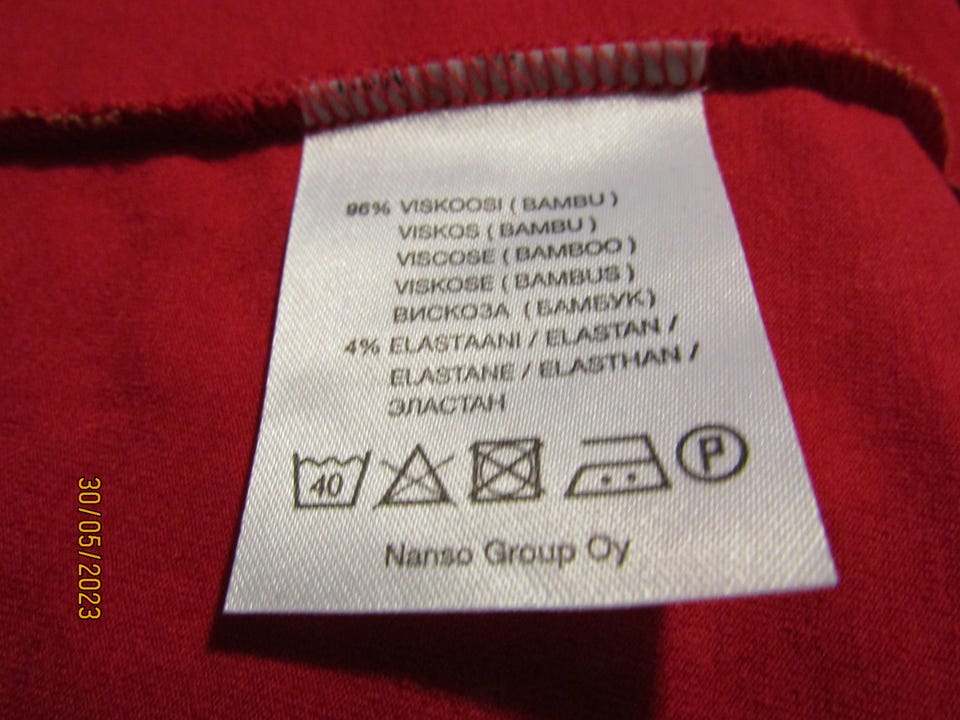 96% VISKOOSI ( BAMBU )
VISKOS ( BAMBU )
VISCOSE ( BAMBOO )
VISKOSE ( BAMBUS )
ВИСКОЗА ( БАМБУК)
4% ELASTAANI / ELASTAN /
ELASTANE / ELASTHAN /
ЭЛАСТАН
40 P
Nanso Group Oy
30/05/2023